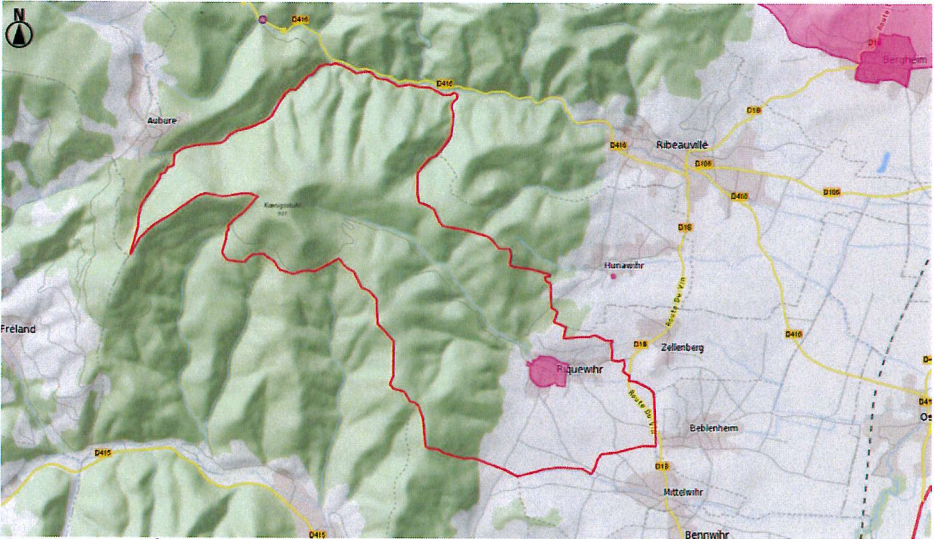 N
D416
D18
Bergheim
D416
D18
Aubure
D416
Ribeauvillé
D106
D106
D416
D18
Hunawihr
Route Du Vin
Freland
D416
D18
Zellenberg
Riquewihr
Route Du Vin
Beblenheim
D415
D18
Mittelwihr
D415
Bennwihr